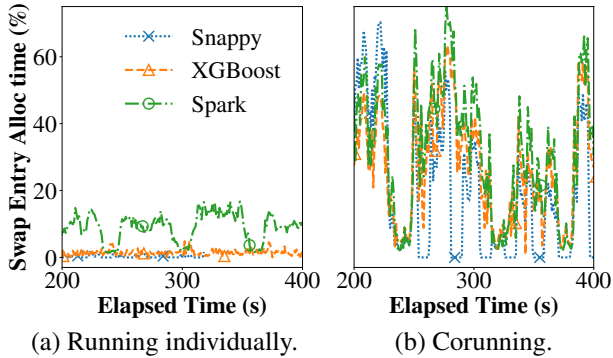 Swap Entry Alloc time (%)
60
40
20
0
Snappy
XGBoost
Spark
200
300
400
200
300
400
Elapsed Time (s)
Elapsed Time (s)
(a) Running individually.
(b) Corunning.